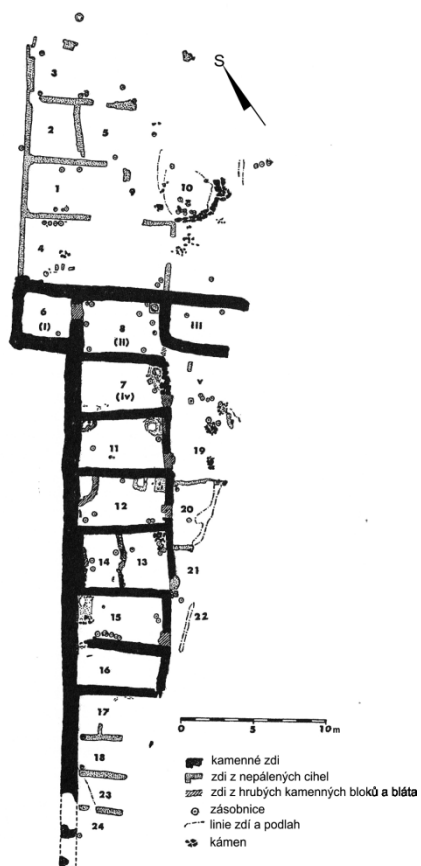 S
3
2
5
1
9
10
4
6
(i)
8
(ii)
III
7
(iv)
v
11
19
12
20
14
13
21
15
22
16
17
18
23
24
0 5 10m
kamenné zdi
zdi z nepálených cihel
zdi z hrubých kamenných bloků a bláta
zásobnice
linie zdí a podlah
kámen